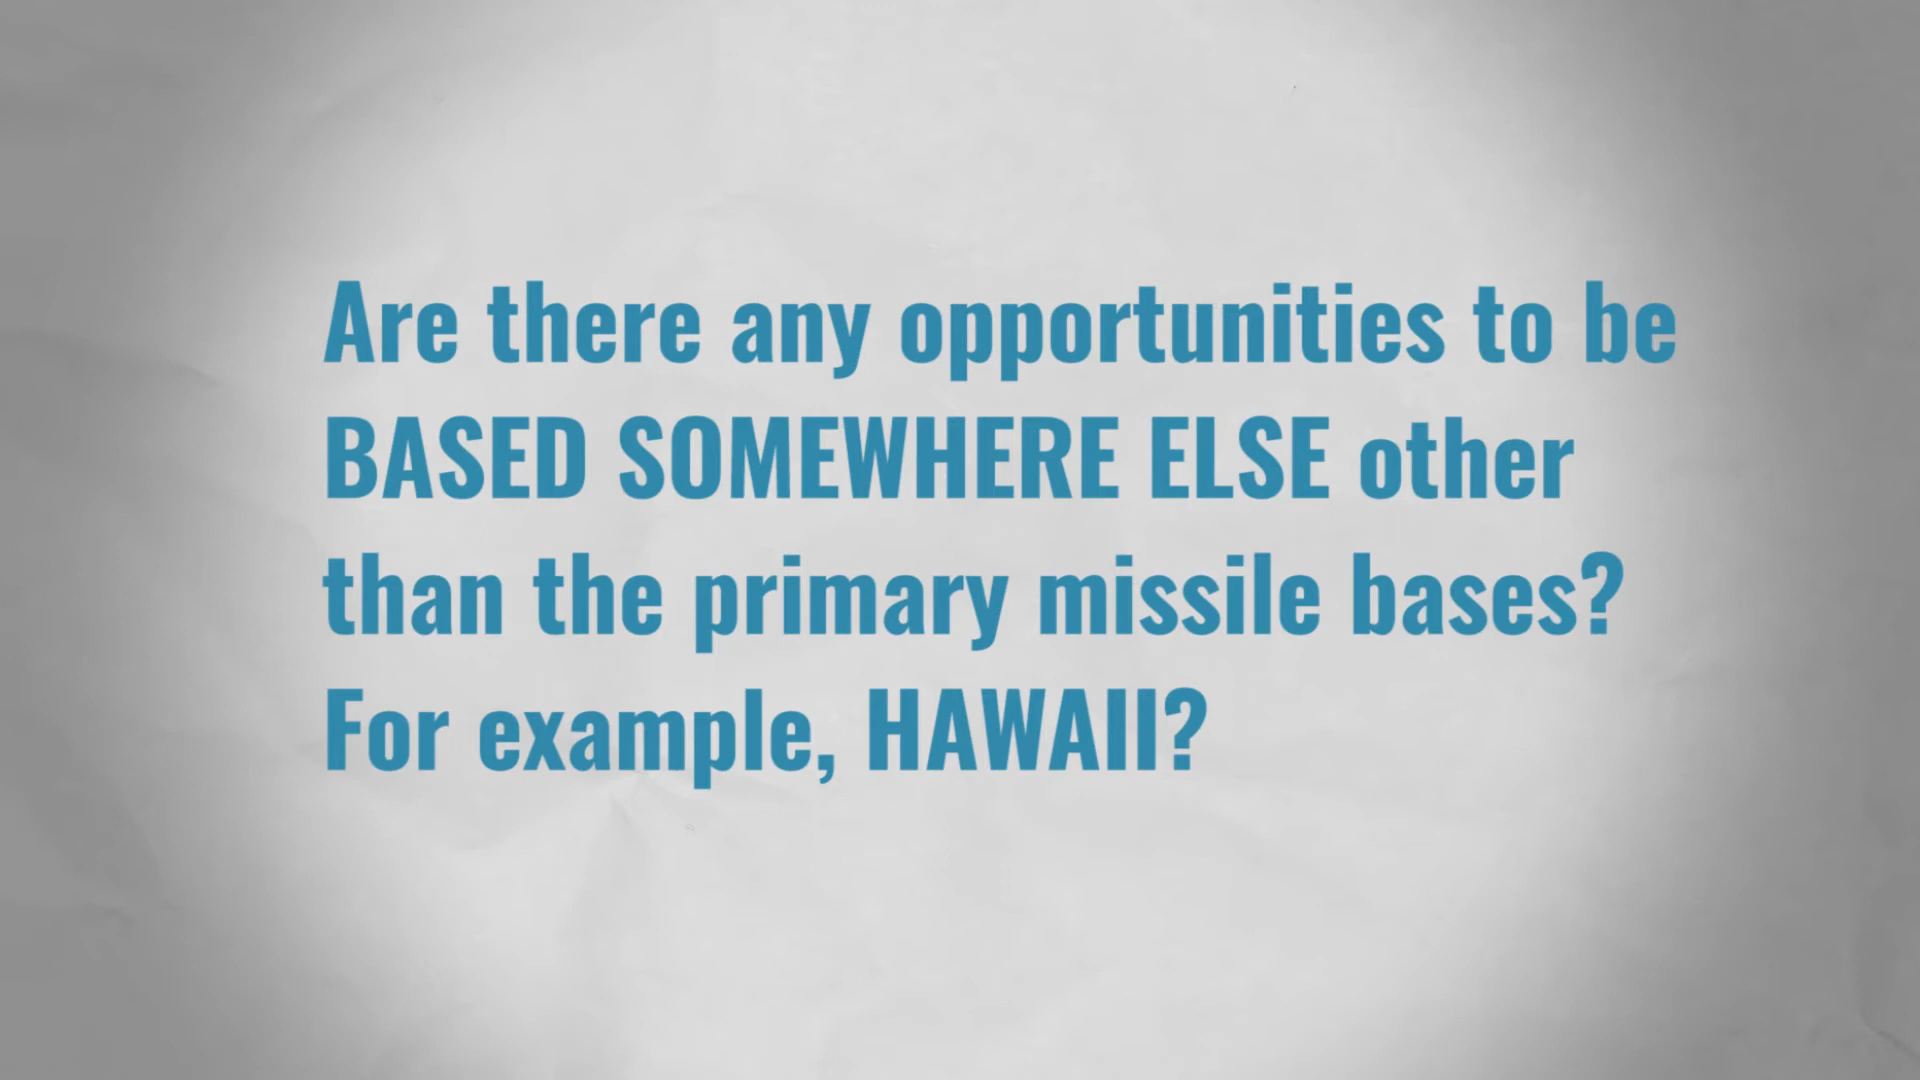 Are there any opportunities to be
BASED SOMEWHERE ELSE other
than the primary missile bases?
For example, HAWAII?